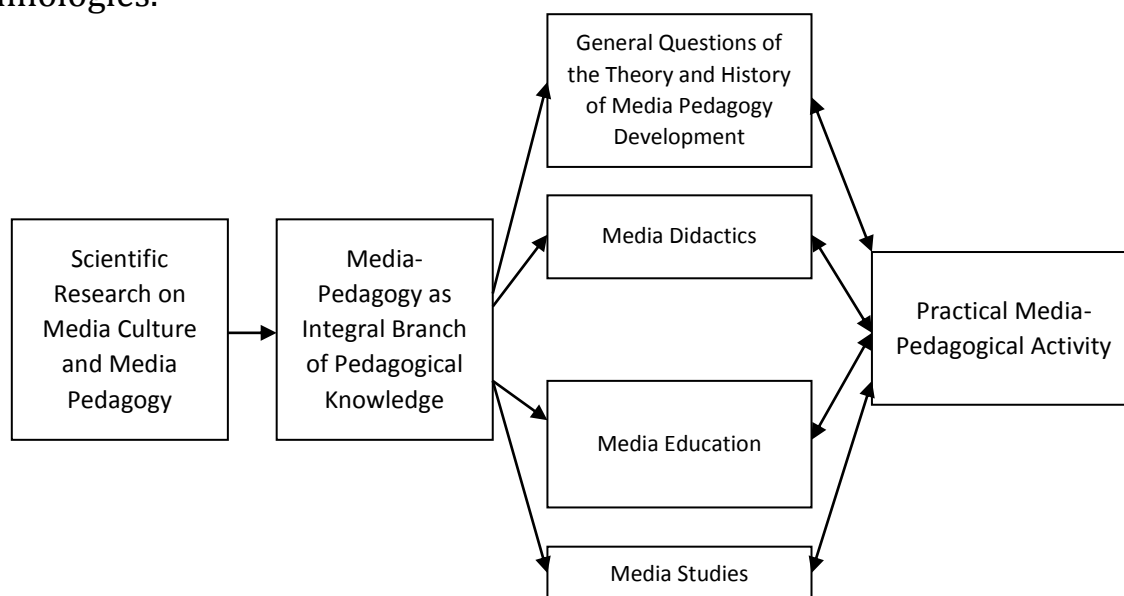 General Questions of
the Theory and History
of Media Pedagogy
Development
Media Didactics
Scientific
Research on
Media Culture
and Media
Pedagogy
Media-
Pedagogy as
Integral Branch
of Pedagogical
Knowledge
Practical Media-
Pedagogical Activity
Media Education
Media Studies